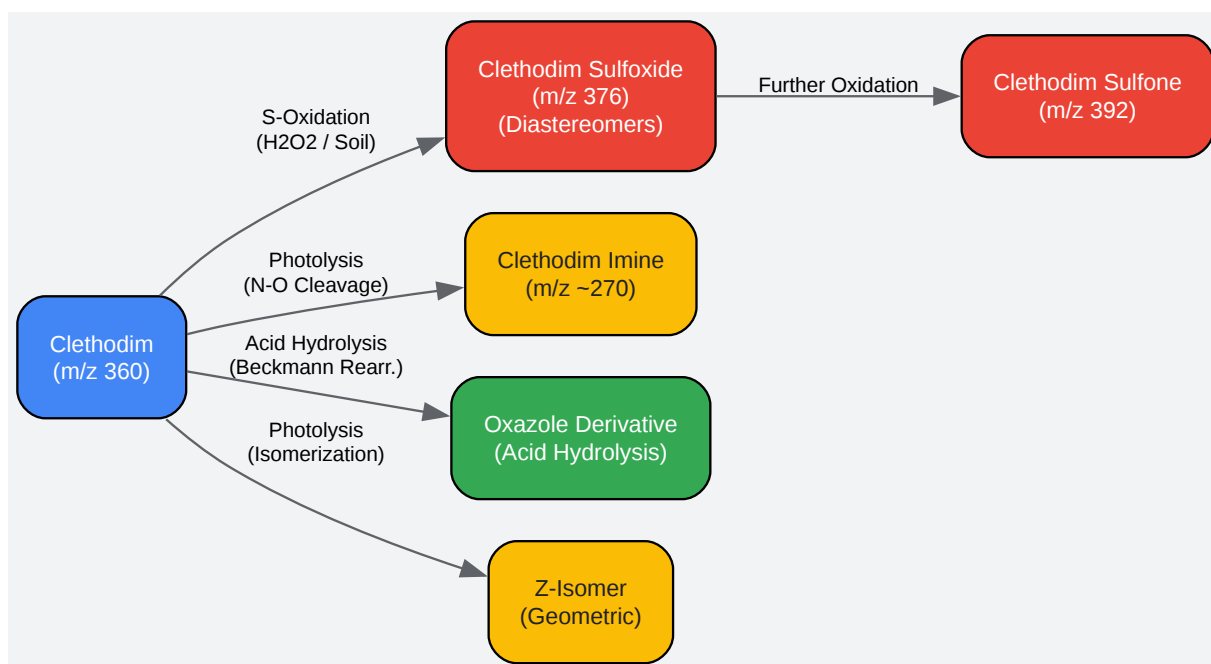 Clethodim
(m/z 360)
S-Oxidation
(H2O2 / Soil)
Clethodim Sulfoxide
(m/z 376)
(Diastereomers)
Further Oxidation
Clethodim Sulfone
(m/z 392)
Photolysis
(N-O Cleavage)
Clethodim Imine
(m/z ~270)
Acid Hydrolysis
(Beckmann Rearr.)
Oxazole Derivative
(Acid Hydrolysis)
Photolysis
(Isomerization)
Z-Isomer
(Geometric)